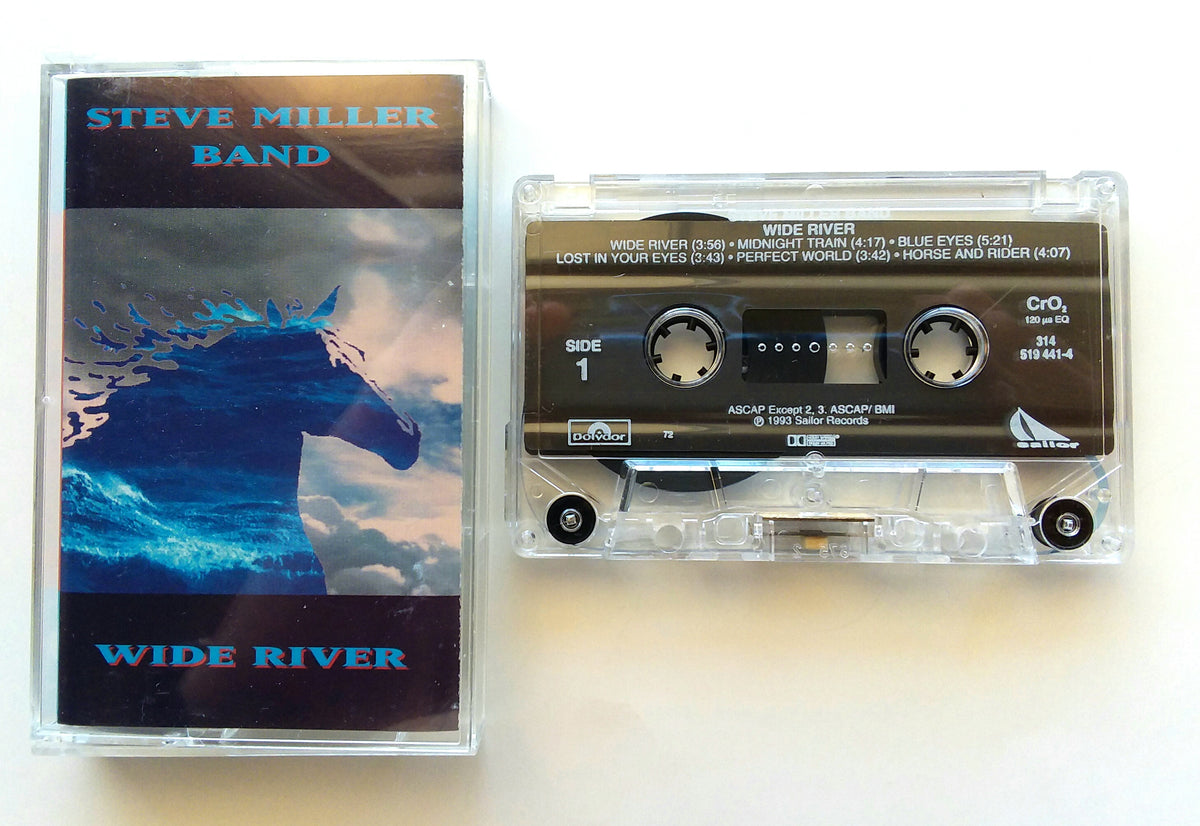 STEVE MILLER
BAND
WIDE RIVER
WIDE RIVER
WIDE RIVER (3:56) • MIDNIGHT TRAIN (4:17) • BLUE EYES (5:21)
LOST IN YOUR EYES (3:43) • PERFECT WORLD (3:42) • HORSE AND RIDER (4:07)
CrO₂
120 µs EQ
SIDE
1
314
519 441-4
ASCAP Except 2, 3. ASCAP/ BMI
℗ 1993 Sailor Records
Polydor
72
sailor